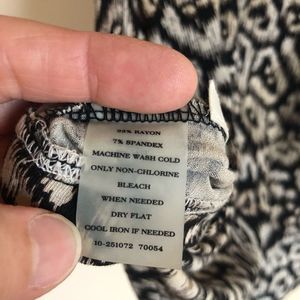 93% RAYON
7% SPANDEX
MACHINE WASH COLD
ONLY NON-CHLORINE
BLEACH
WHEN NEEDED
DRY FLAT
COOL IRON IF NEEDED
10-251072 70054